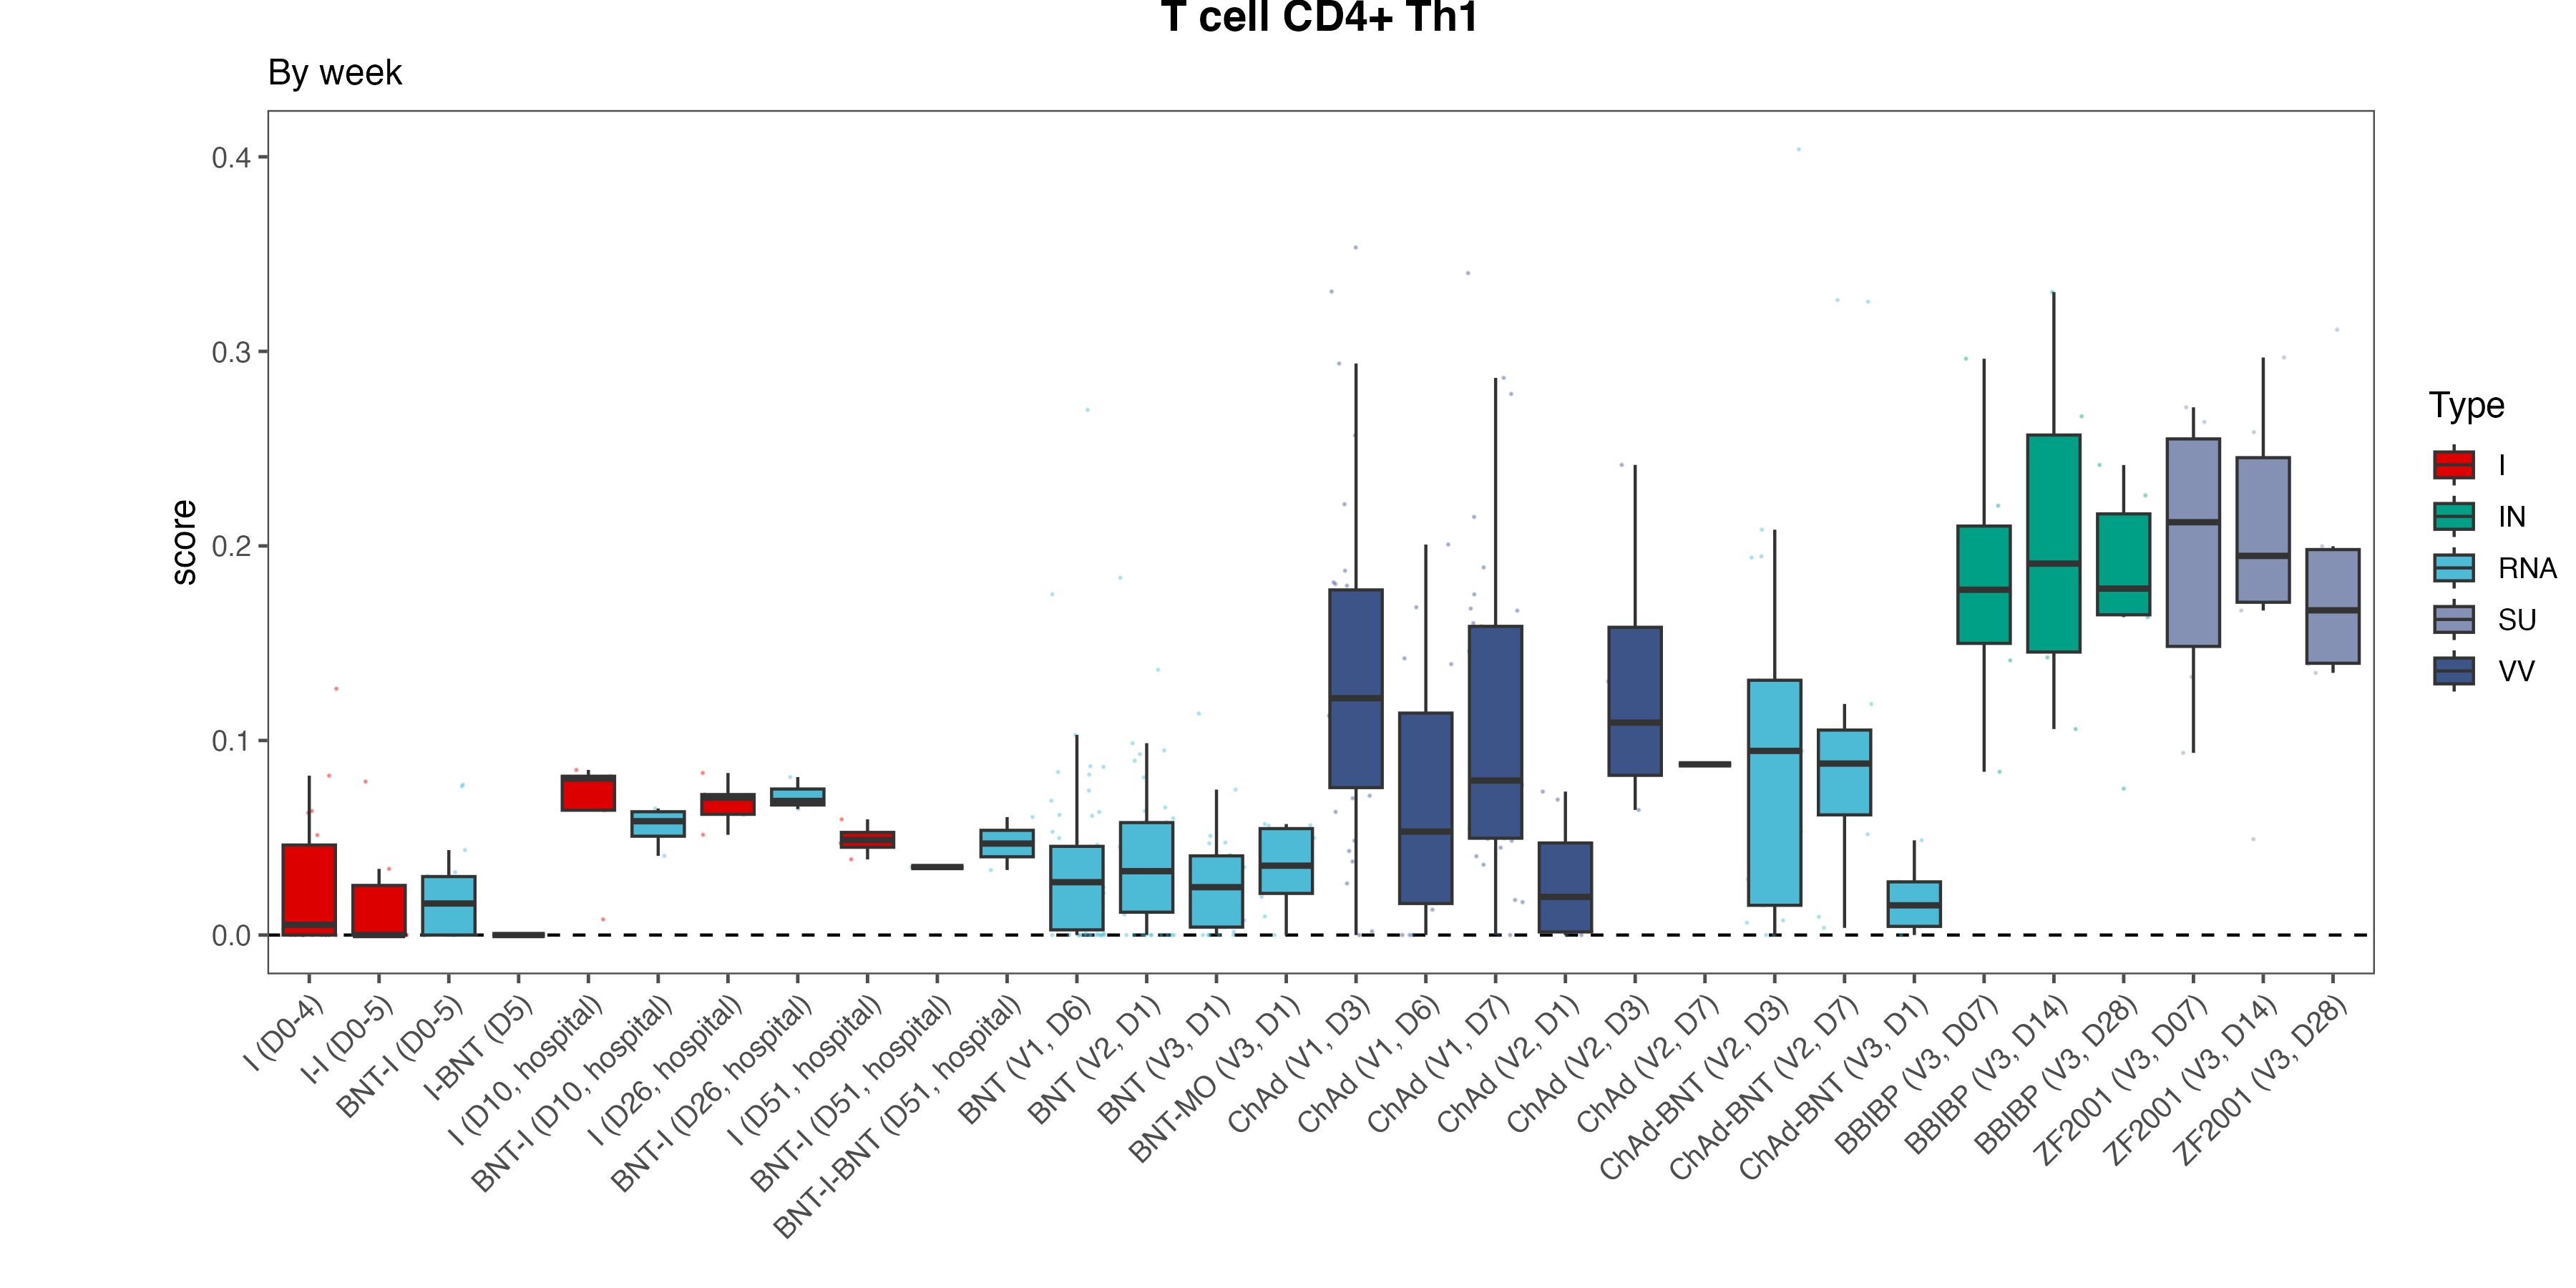 T cell CD4+ Th1
By week
score
0.4
0.3
0.2
0.1
0.0
I (D0-4)
I-I (D0-5)
BNT-I (D0-5)
I-BNT (D5)
I (D10, hospital)
BNT-I (D10, hospital)
I (D26, hospital)
BNT-I (D26, hospital)
I (D51, hospital)
BNT-I (D51, hospital)
BNT-I-BNT (D51, hospital)
BNT (V1, D6)
BNT (V2, D1)
BNT (V3, D1)
BNT-MO (V3, D1)
ChAd (V1, D3)
ChAd (V1, D6)
ChAd (V1, D7)
ChAd (V2, D1)
ChAd (V2, D3)
ChAd (V2, D7)
ChAd-BNT (V2, D3)
ChAd-BNT (V2, D7)
ChAd-BNT (V3, D1)
BBIBP (V3, D07)
BBIBP (V3, D14)
BBIBP (V3, D28)
ZF2001 (V3, D07)
ZF2001 (V3, D14)
ZF2001 (V3, D28)
Type
I
IN
RNA
SU
VV